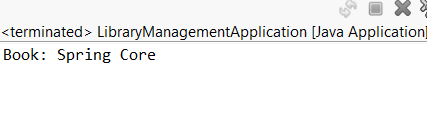 <terminated> LibraryManagementApplication [Java Application]
Book: Spring Core